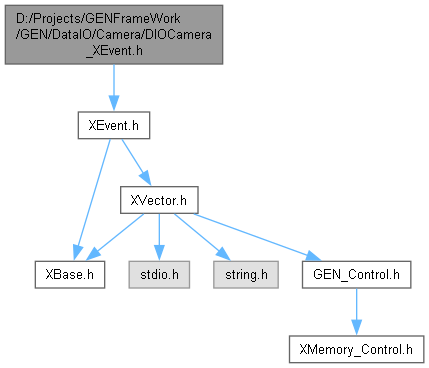 D:/Projects/GENFrameWork
/GEN/DataIO/Camera/DIOCamera
_XEvent.h
XEvent.h
XVector.h
XBase.h
stdio.h
string.h
GEN_Control.h
XMemory_Control.h